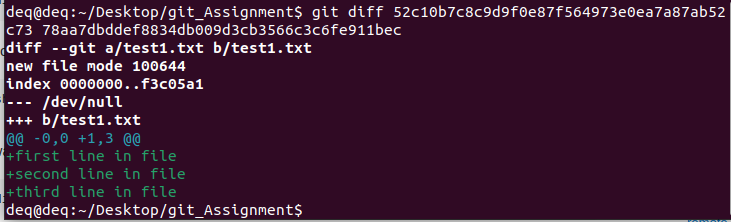 deq@deq:~/Desktop/git_Assignment$ git diff 52c10b7c8c9d9f0e87f564973e0ea7a87ab52
c73 78aa7dbddef8834db009d3cb3566c3c6fe911bec
diff --git a/test1.txt b/test1.txt
new file mode 100644
index 0000000..f3c05a1
--- /dev/null
+++ b/test1.txt
@@ -0,0 +1,3 @@
+first line in file
+second line in file
+third line in file
deq@deq:~/Desktop/git_Assignment$